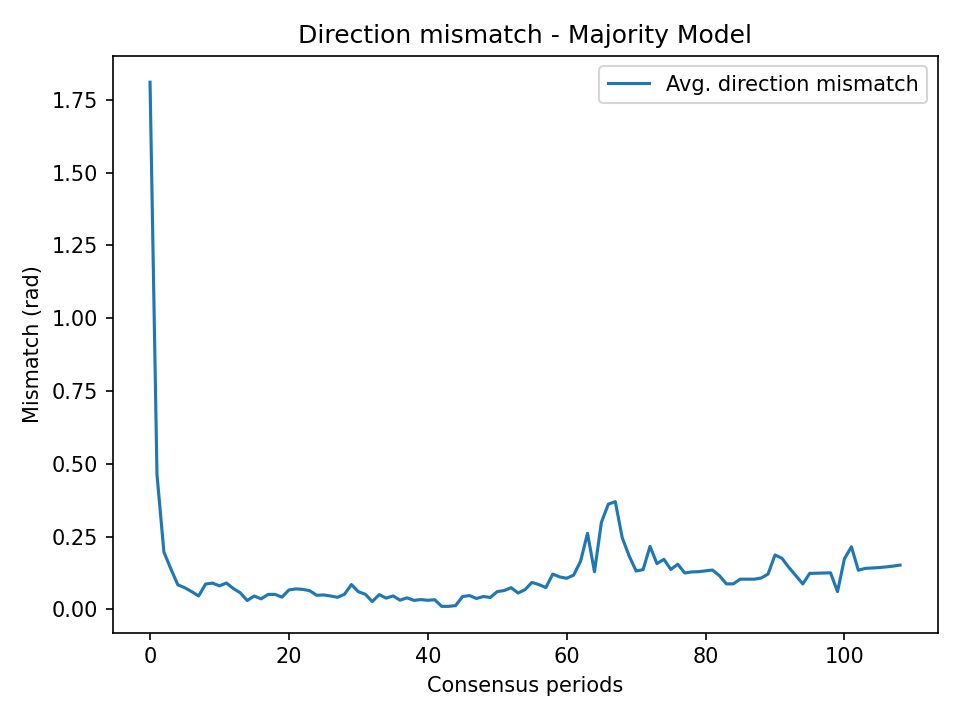 Direction mismatch - Majority Model
Avg. direction mismatch
Mismatch (rad)
1.75
1.50
1.25
1.00
0.75
0.50
0.25
0.00
0 20 40 60 80 100
Consensus periods